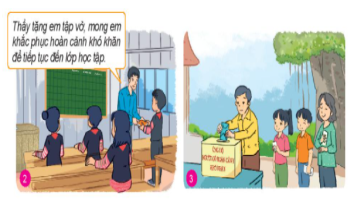 Thầy tặng em tập vở, mong em
khắc phục hoàn cảnh khó khăn
để tiếp tục đến lớp học tập.
2
3